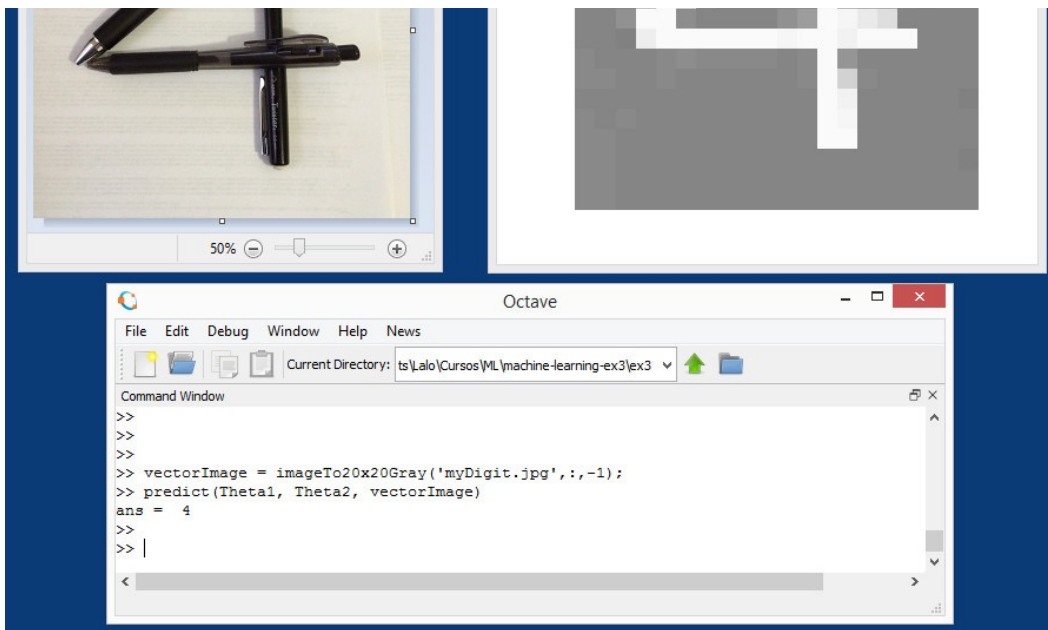 50%
Octave
File Edit Debug Window Help News
Current Directory: ts\Lalo\Cursos\ML\machine-learning-ex3\ex3
Command Window
>>
>>
>>
>> vectorImage = imageTo20x20Gray('myDigit.jpg',:,-1);
>> predict(Theta1, Theta2, vectorImage)
ans =  4
>>
>>